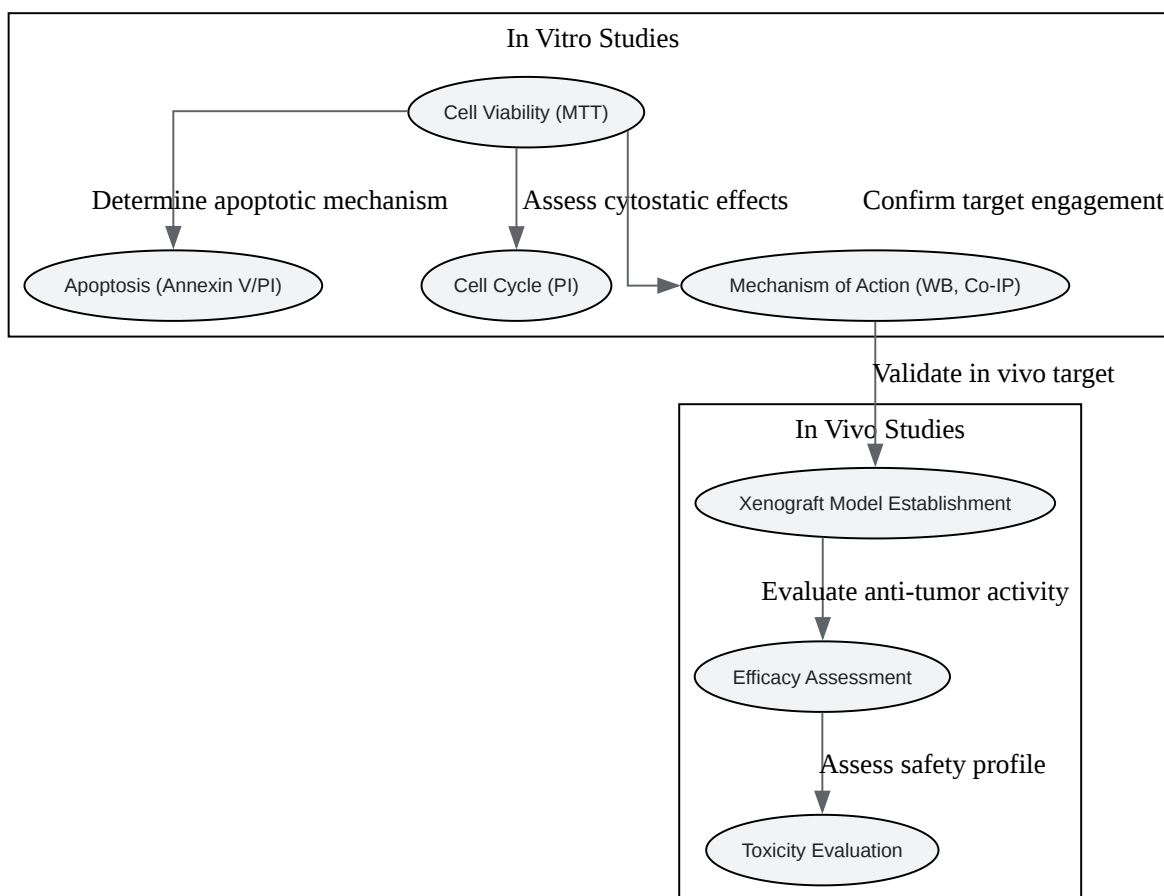 In Vitro Studies
Cell Viability (MTT)
Determine apoptotic mechanism
Assess cytostatic effects
Confirm target engagement
Apoptosis (Annexin V/PI)
Cell Cycle (PI)
Mechanism of Action (WB, Co-IP)
Validate in vivo target
In Vivo Studies
Xenograft Model Establishment
Evaluate anti-tumor activity
Efficacy Assessment
Assess safety profile
Toxicity Evaluation